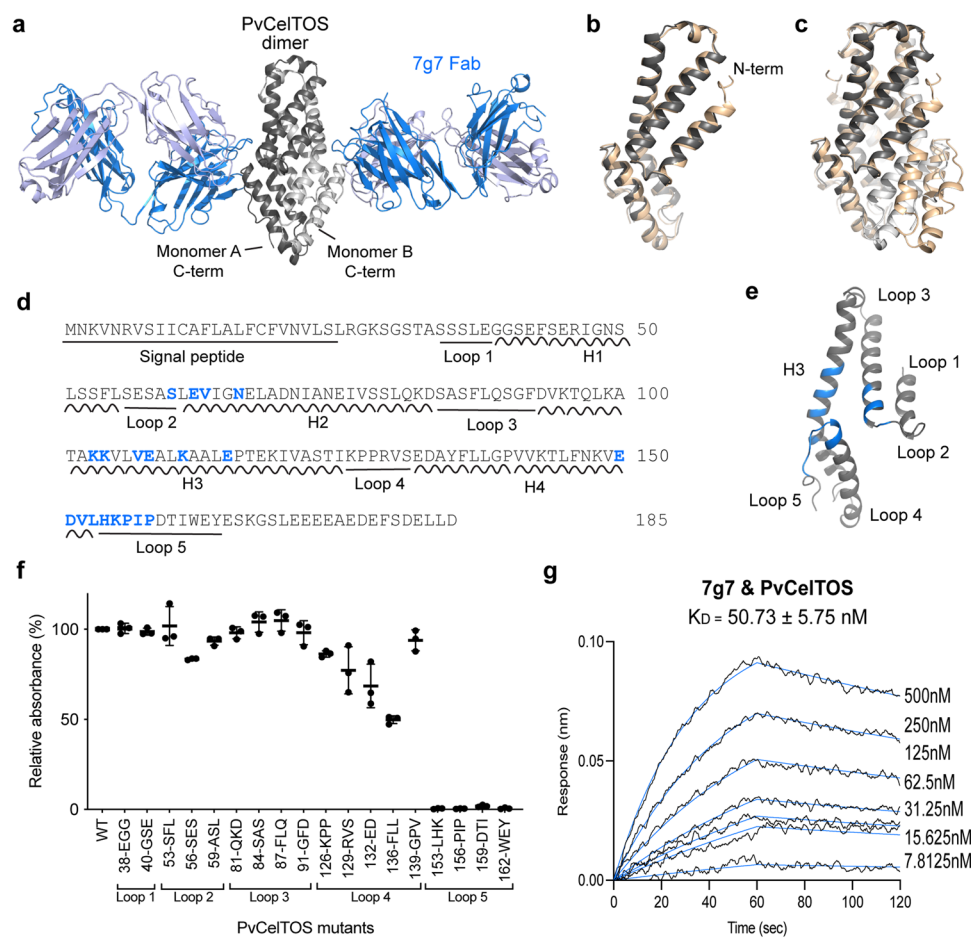 a
PvCelTOS
dimer
7g7 Fab
Monomer A
C-term
Monomer B
C-term
b
N-term
c
d
MNKVNRVSIICAFLALFCFVNVLSLRGKSGSTASSSLEGGSEFSERIGNS 50
Signal peptide
Loop 1
H1
LSSFLSESASLEVIGNELADNIANEIVSSLQKDSASFLQSGFDVKTQLKA 100
Loop 2
H2
Loop 3
TAKKVLVEALKAALEPTEKIVASTIKPPRVSEDAYFLLGPVVKTLFNKVE 150
H3
Loop 4
H4
DVLHKPIPDTIWEYESKGSLEEEEAEDEFSDELLD 185
Loop 5
e
Loop 3
H3
Loop 1
Loop 2
Loop 5
Loop 4
f
Relative absorbance (%)
100
50
0
WT
38-EGG
40-GSE
53-SFL
56-SES
59-ASL
81-QKD
84-SAS
87-FLQ
91-GFD
126-KPP
129-RVS
132-ED
136-FLL
139-GPV
153-LHK
156-PIP
159-DTI
162-WEY
Loop 1
Loop 2
Loop 3
Loop 4
Loop 5
PvCelTOS mutants
g
7g7 & PvCelTOS
KD = 50.73 ± 5.75 nM
Response (nm)
0.10
0.05
0.00
0 20 40 60 80 100 120
Time (sec)
500nM
250nM
125nM
62.5nM
31.25nM
15.625nM
7.8125nM